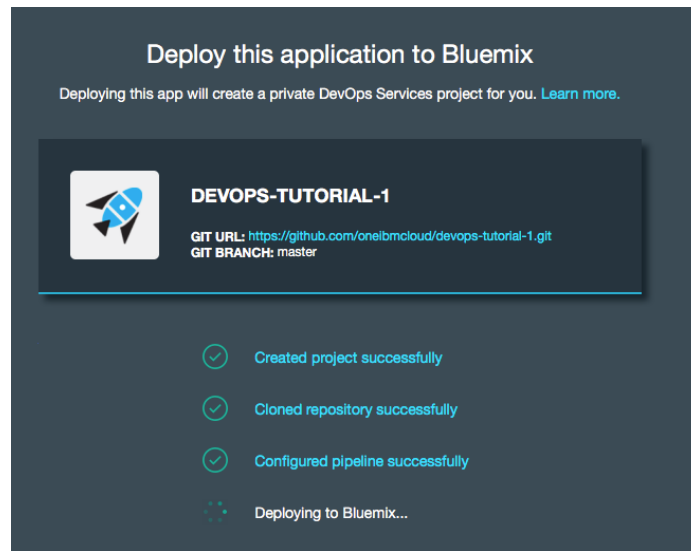 Deploy this application to Bluemix
Deploying this app will create a private DevOps Services project for you. Learn more.
DEVOPS-TUTORIAL-1
GIT URL: https://github.com/oneibmcloud/devops-tutorial-1.git
GIT BRANCH: master
Created project successfully
Cloned repository successfully
Configured pipeline successfully
Deploying to Bluemix...